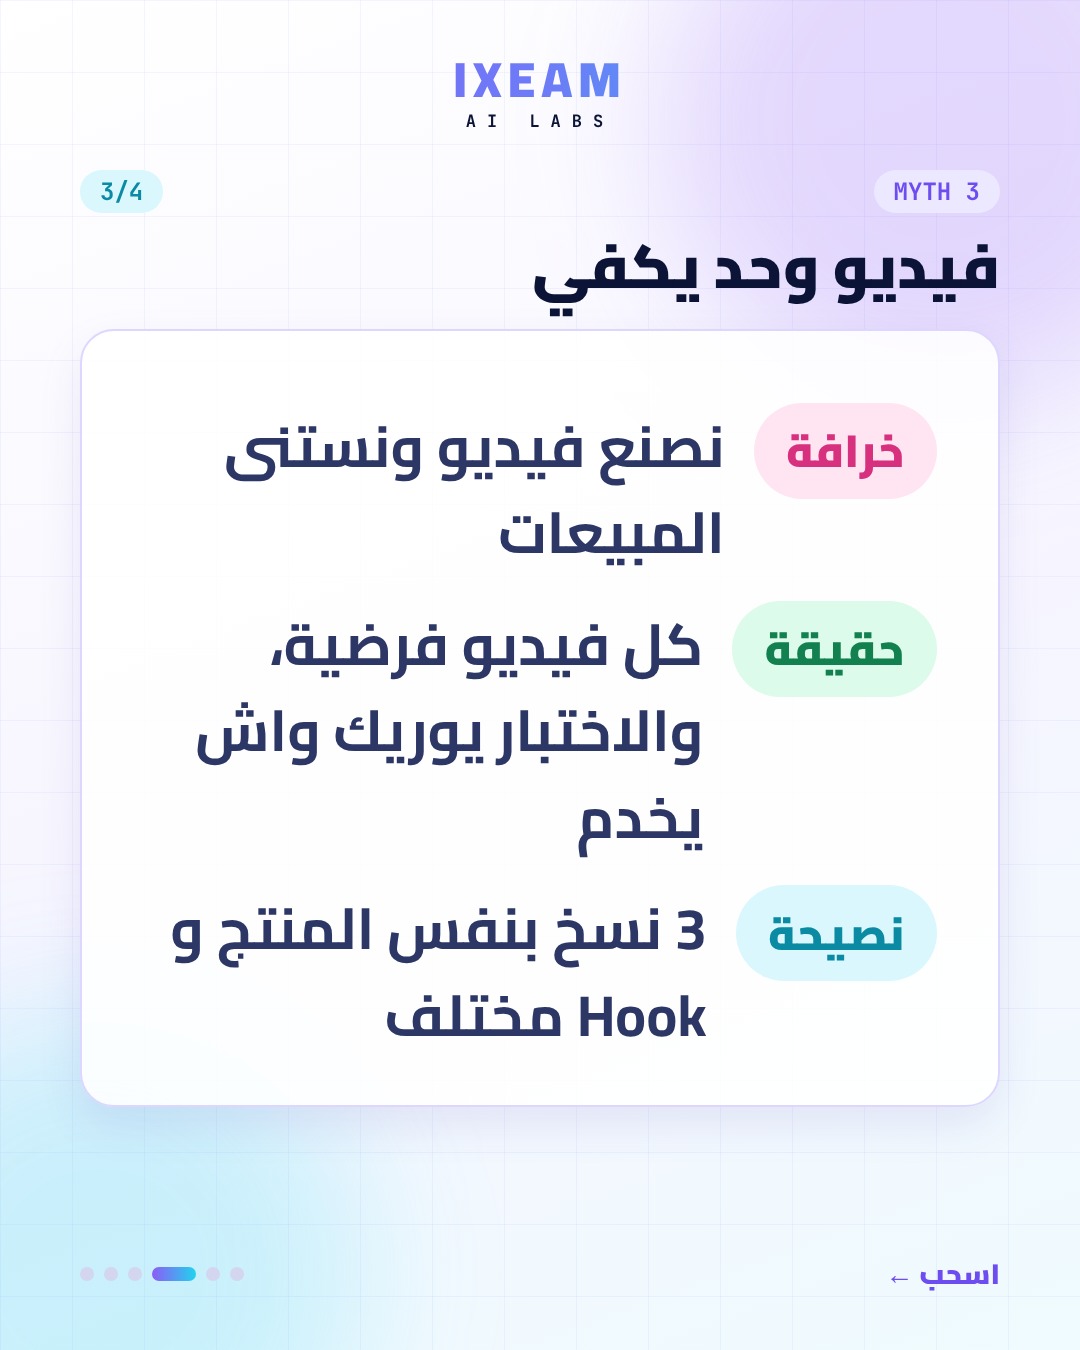 IXEAM
AI LABS
MYTH 3
3/4
فيديو وحد يكفي
خرافة
نصنع فيديو ونستنى
المبيعات
حقيقة
كل فيديو فرضية،
والاختبار يوريك واش
يخدم
نصيحة
3 نسخ بنفس المنتج و
Hook مختلف
اسحب ←